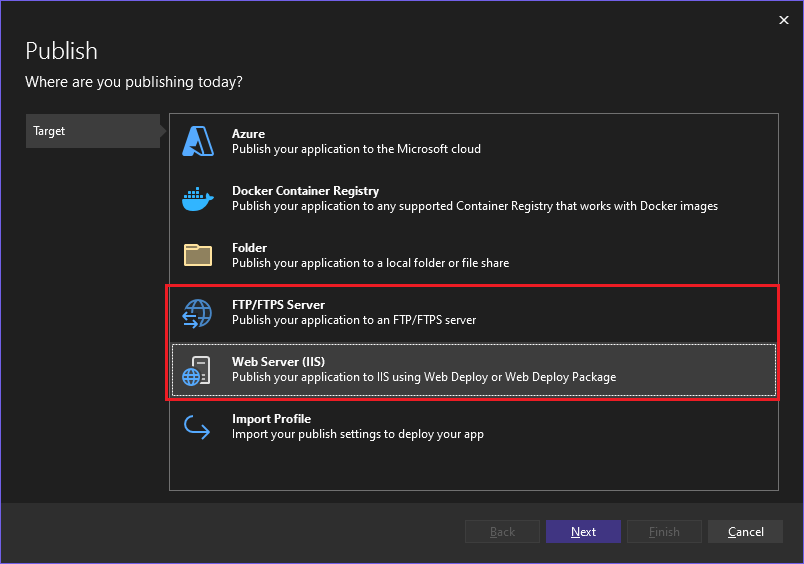 Publish
Where are you publishing today?
Target
Azure
Publish your application to the Microsoft cloud
Docker Container Registry
Publish your application to any supported Container Registry that works with Docker images
Folder
Publish your application to a local folder or file share
FTP/FTPS Server
Publish your application to an FTP/FTPS server
Web Server (IIS)
Publish your application to IIS using Web Deploy or Web Deploy Package
Import Profile
Import your publish settings to deploy your app
Back
Next
Finish
Cancel